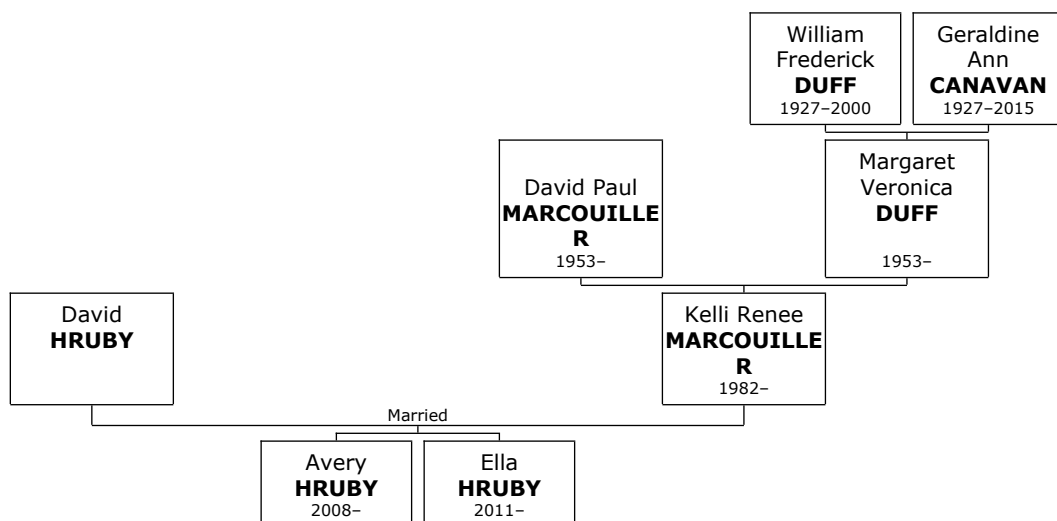 William
Frederick
DUFF
1927–2000
Geraldine
Ann
CANAVAN
1927–2015
David Paul
MARCOUILLE
R
1953–
Margaret
Veronica
DUFF
1953–
David
HRUBY
Kelli Renee
MARCOUILLE
R
1982–
Married
Avery
HRUBY
2008–
Ella
HRUBY
2011–